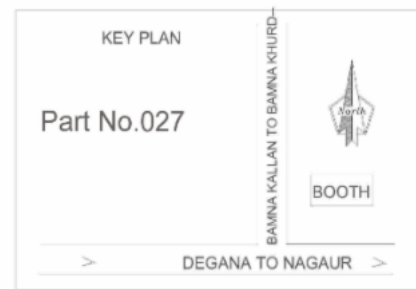 KEY PLAN
Part No.027
BAMNA KALLAN TO BAMNA KHURD
North
BOOTH
> DEGANA TO NAGAUR >